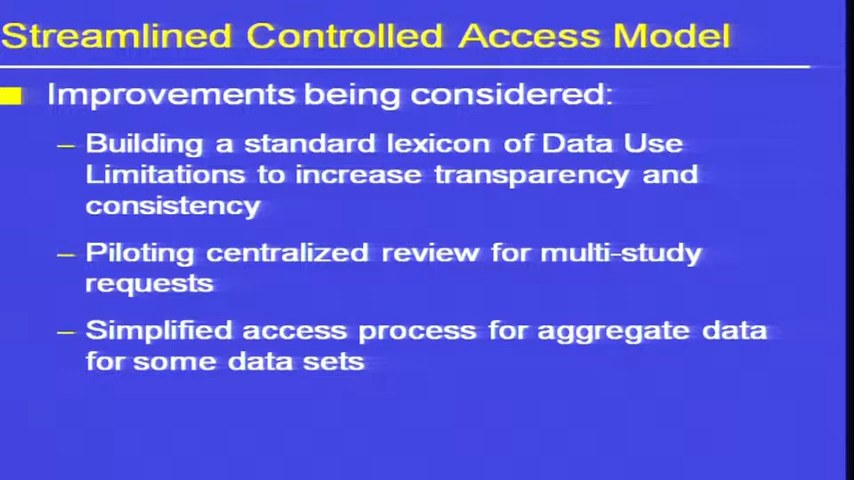 Streamlined Controlled Access Model
Improvements being considered:
– Building a standard lexicon of Data Use
Limitations to increase transparency and
consistency
– Piloting centralized review for multi-study
requests
– Simplified access process for aggregate data
for some data sets